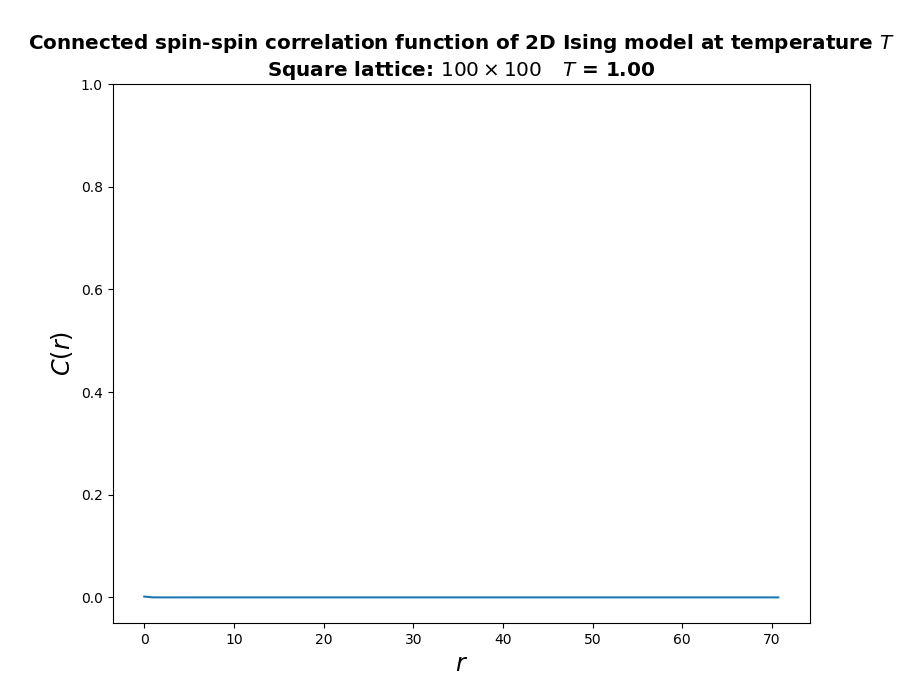 Connected spin-spin correlation function of 2D Ising model at temperature T
Square lattice: 100 × 100 T = 1.00
1.0
0.8
0.6
0.4
0.2
0.0
C(r)
0 10 20 30 40 50 60 70
r